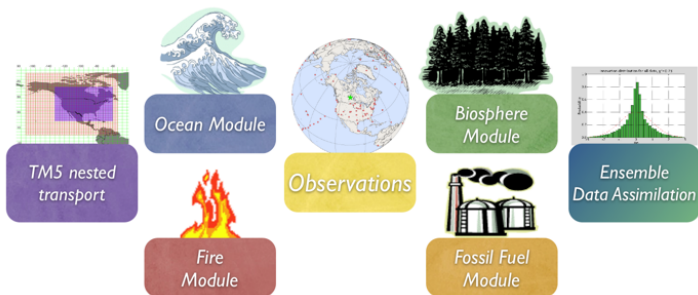 Ocean Module
Biosphere
Module
TM5 nested
transport
Observations
Ensemble
Data Assimilation
Fire
Module
Fossil Fuel
Module